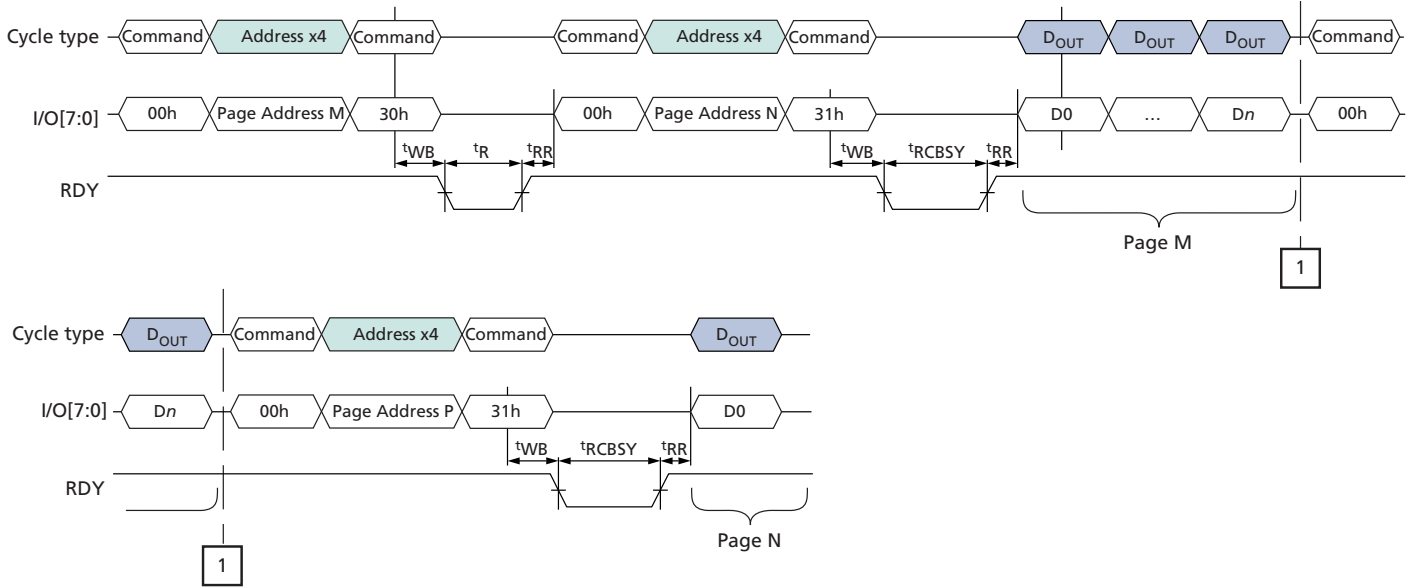 Cycle type Command Address x4 Command Command Address x4 Command DOUT DOUT DOUT Command
I/O[7:0] 00h Page Address M 30h 00h Page Address N 31h D0 … Dn 00h
tWB tR tRR tWB tRCBSY tRR
RDY
Page M
1
Cycle type DOUT Command Address x4 Command DOUT
I/O[7:0] Dn 00h Page Address P 31h D0
tWB tRCBSY tRR
RDY
Page N
1